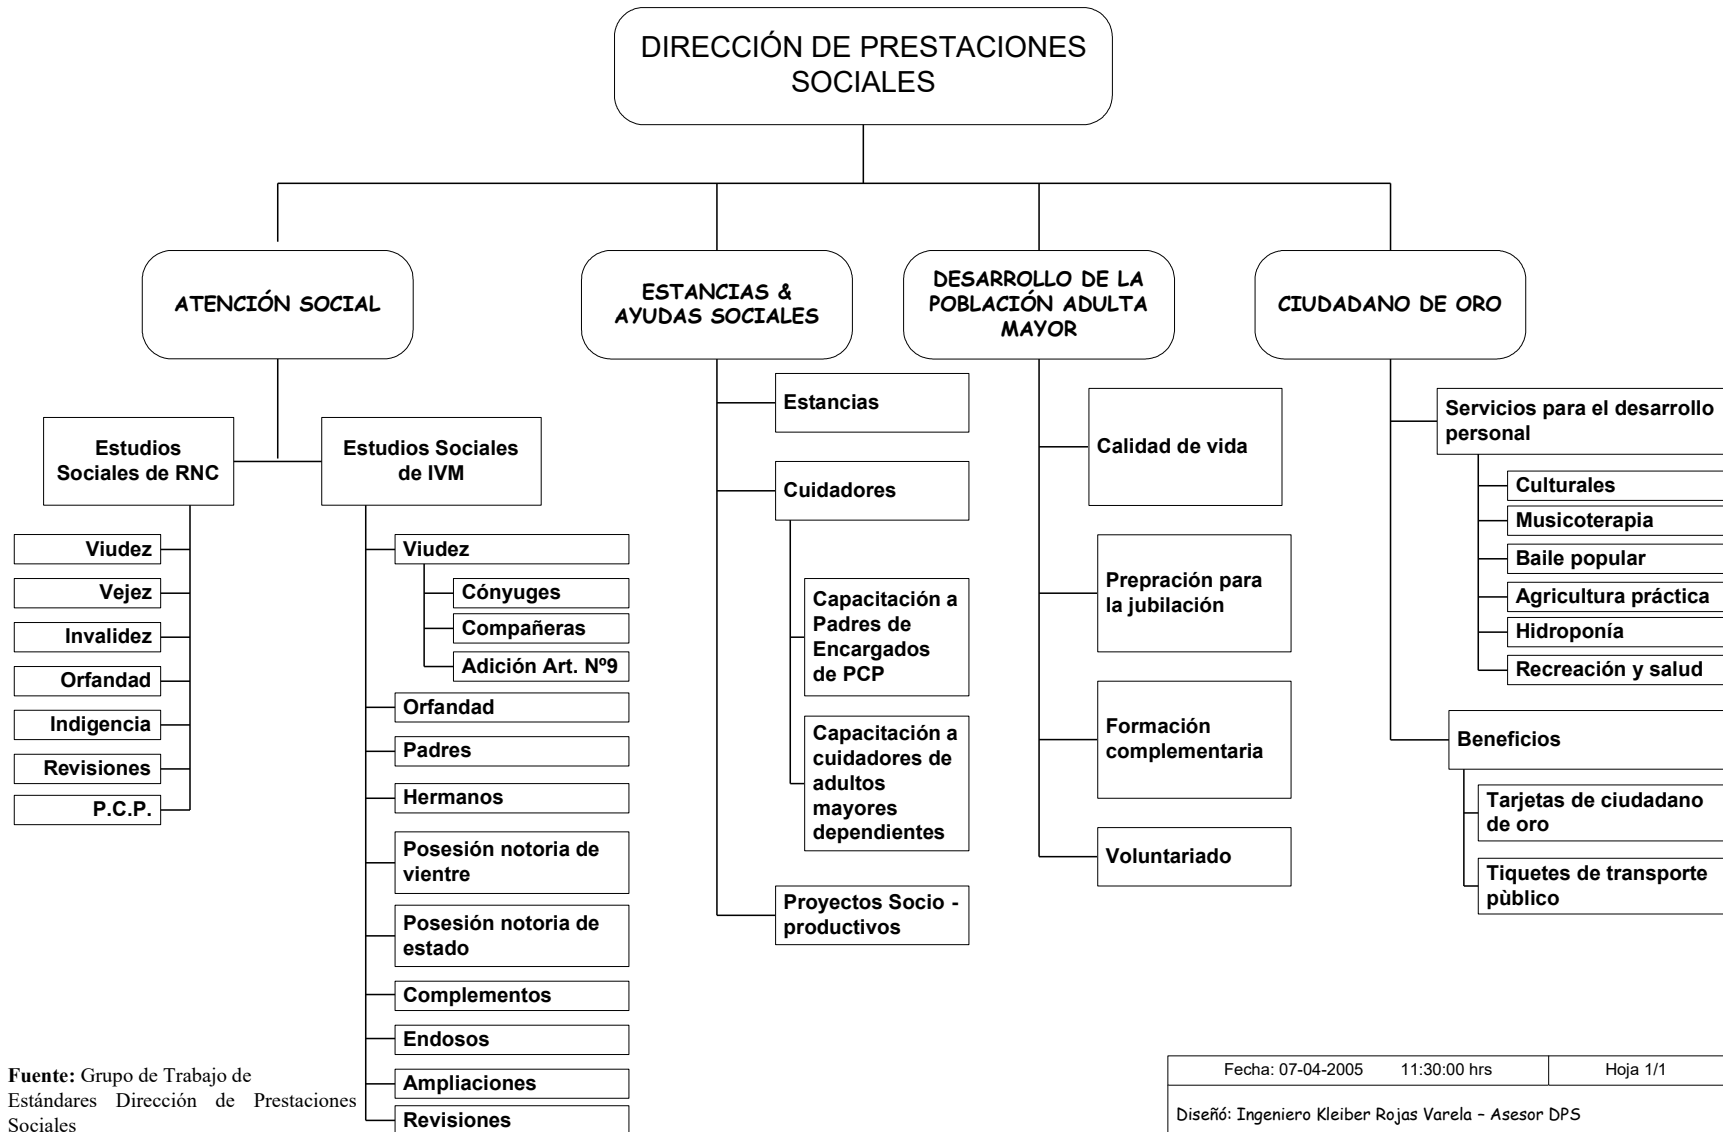 DIRECCIÓN DE PRESTACIONES
SOCIALES
ATENCIÓN SOCIAL
ESTANCIAS &
AYUDAS SOCIALES
DESARROLLO DE LA
POBLACIÓN ADULTA
MAYOR
CIUDADANO DE ORO
Estudios
Sociales de RNC
Viudez
Vejez
Invalidez
Orfandad
Indigencia
Revisiones
P.C.P.
Estudios Sociales
de IVM
Viudez
Cónyuges
Compañeras
Adición Art. Nº9
Orfandad
Padres
Hermanos
Posesión notoria de
vientre
Posesión notoria de
estado
Complementos
Endosos
Ampliaciones
Revisiones
Estancias
Cuidadores
Capacitación a
Padres de
Encargados
de PCP
Capacitación a
cuidadores de
adultos
mayores
dependientes
Proyectos Socio -
productivos
Calidad de vida
Prepración para
la jubilación
Formación
complementaria
Voluntariado
Servicios para el desarrollo
personal
Culturales
Musicoterapia
Baile popular
Agricultura práctica
Hidroponía
Recreación y salud
Beneficios
Tarjetas de ciudadano
de oro
Tiquetes de transporte
pùblico
Fuente: Grupo de Trabajo de
Estándares Dirección de Prestaciones
Sociales
Fecha: 07-04-2005 11:30:00 hrs
Hoja 1/1
Diseñó: Ingeniero Kleiber Rojas Varela – Asesor DPS